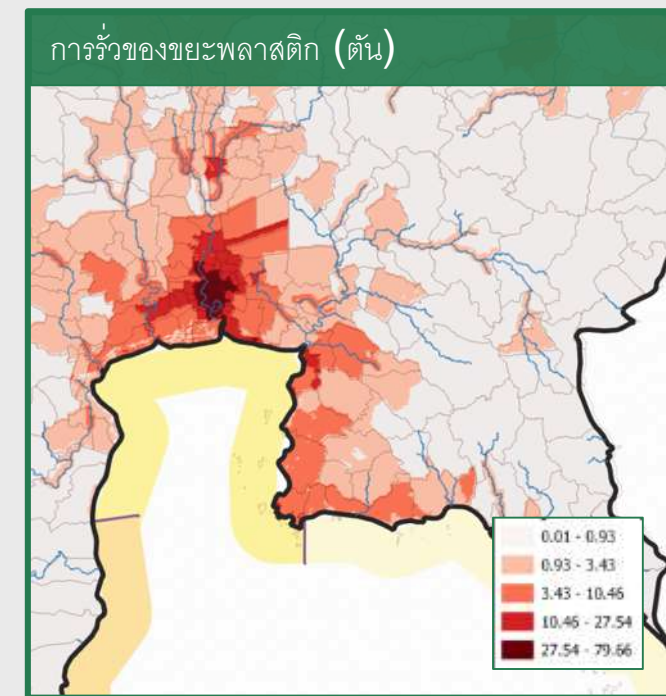 การรั่วของขยะพลาสติก (ตัน)
0.01 - 0.93
0.93 - 3.43
3.43 - 10.46
10.46 - 27.54
27.54 - 79.66